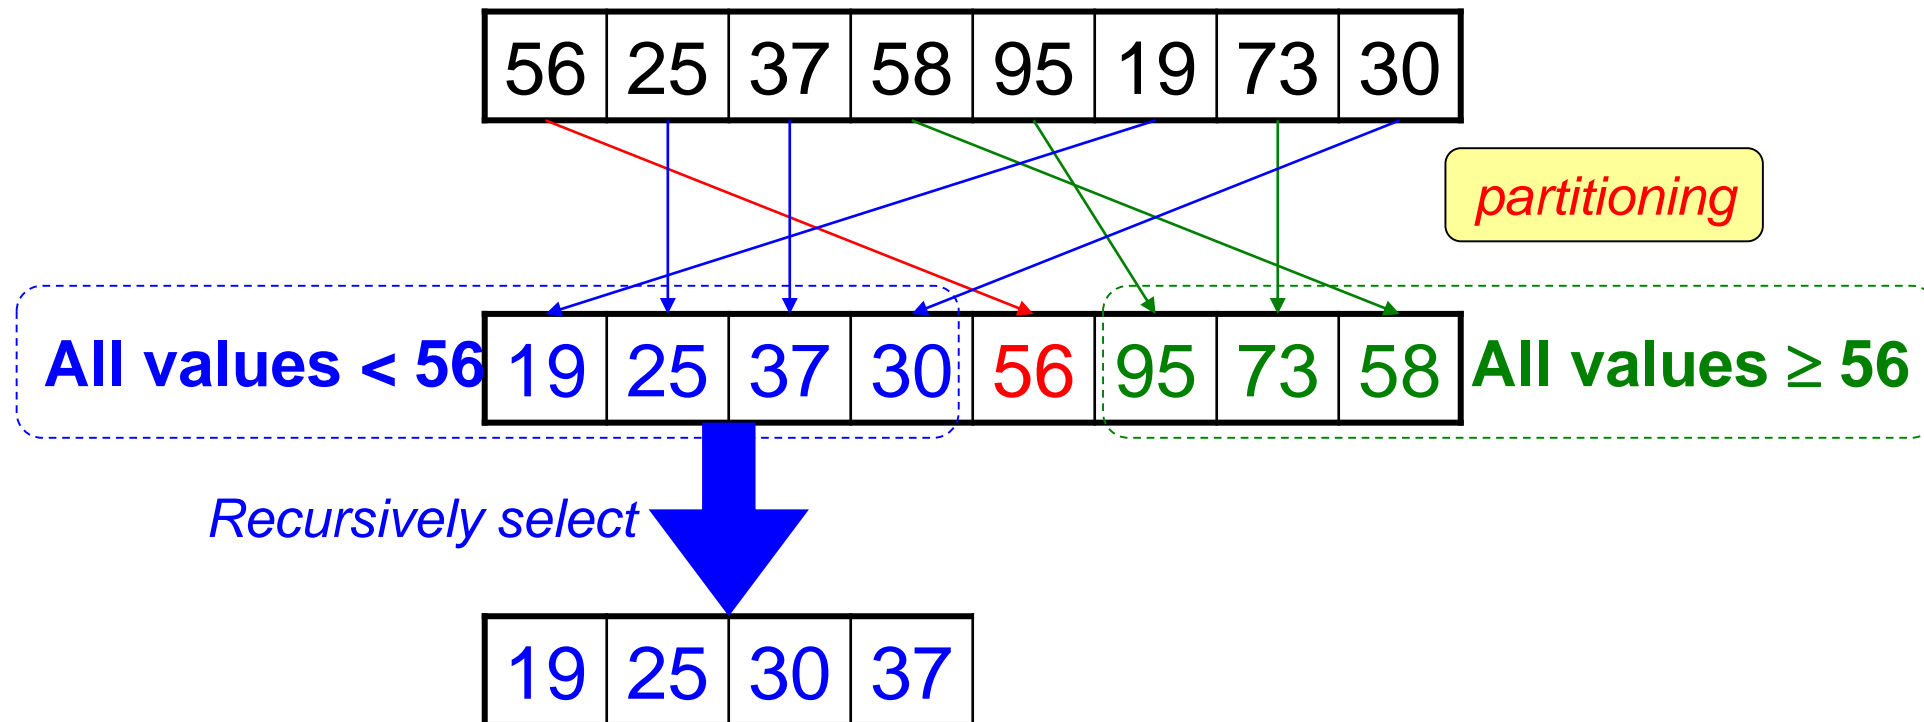 56 25 37 58 95 19 73 30
partitioning
All values < 56 19 25 37 30 56 95 73 58 All values ≥ 56
Recursively select
19 25 30 37